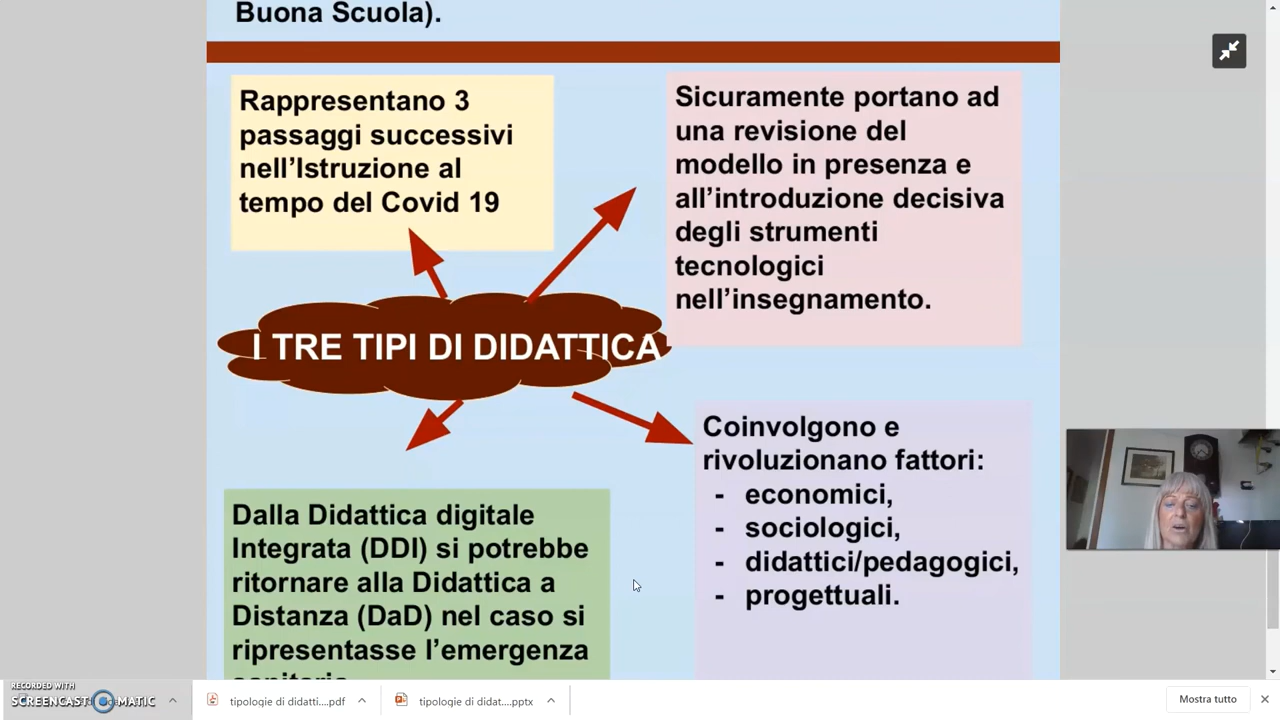 Buona Scuola).
Rappresentano 3
passaggi successivi
nell’Istruzione al
tempo del Covid 19
Sicuramente portano ad
una revisione del
modello in presenza e
all’introduzione decisiva
degli strumenti
tecnologici
nell’insegnamento.
I TRE TIPI DI DIDATTICA
Dalla Didattica digitale
Integrata (DDI) si potrebbe
ritornare alla Didattica a
Distanza (DaD) nel caso si
ripresentasse l’emergenza
sanitaria
Coinvolgono e
rivoluzionano fattori:
- economici,
- sociologici,
- didattici/pedagogici,
- progettuali.
RECORDED WITH
SCREENCAST MATIC
tipologie di didatti....pdf
tipologie di didat....pptx
Mostra tutto